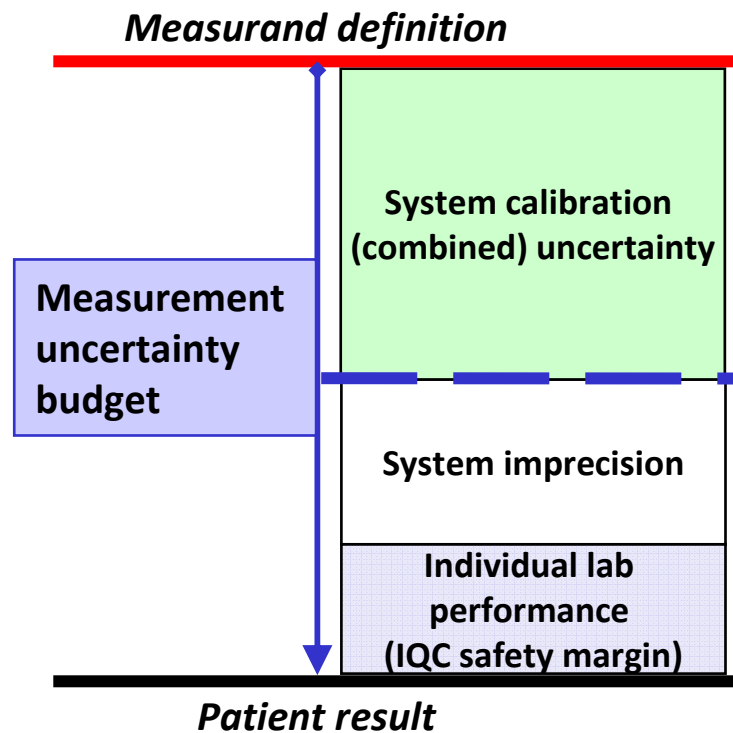 Measurand definition
System calibration
(combined) uncertainty
Measurement
uncertainty
budget
System imprecision
Individual lab
performance
(IQC safety margin)
Patient result